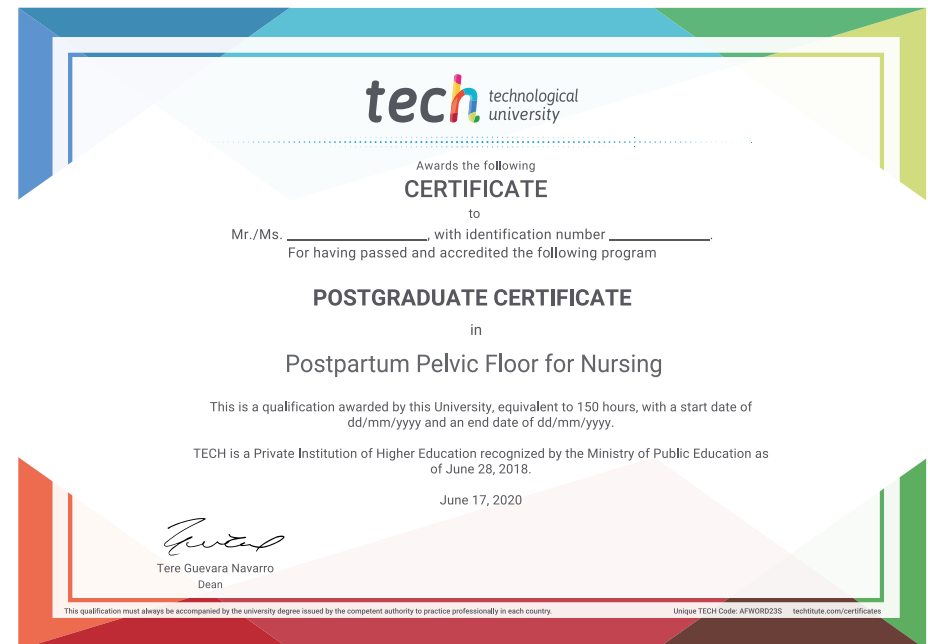 tech technological
university
Awards the following
CERTIFICATE
to
Mr./Ms. ____________________, with identification number ______________.
For having passed and accredited the following program
POSTGRADUATE CERTIFICATE
in
Postpartum Pelvic Floor for Nursing
This is a qualification awarded by this University, equivalent to 150 hours, with a start date of
dd/mm/yyyy and an end date of dd/mm/yyyy.
TECH is a Private Institution of Higher Education recognized by the Ministry of Public Education as
of June 28, 2018.
June 17, 2020
Tere Guevara Navarro
Dean
This qualification must always be accompanied by the university degree issued by the competent authority to practice professionally in each country. Unique TECH Code: AFWORD23S techtitute.com/certificates